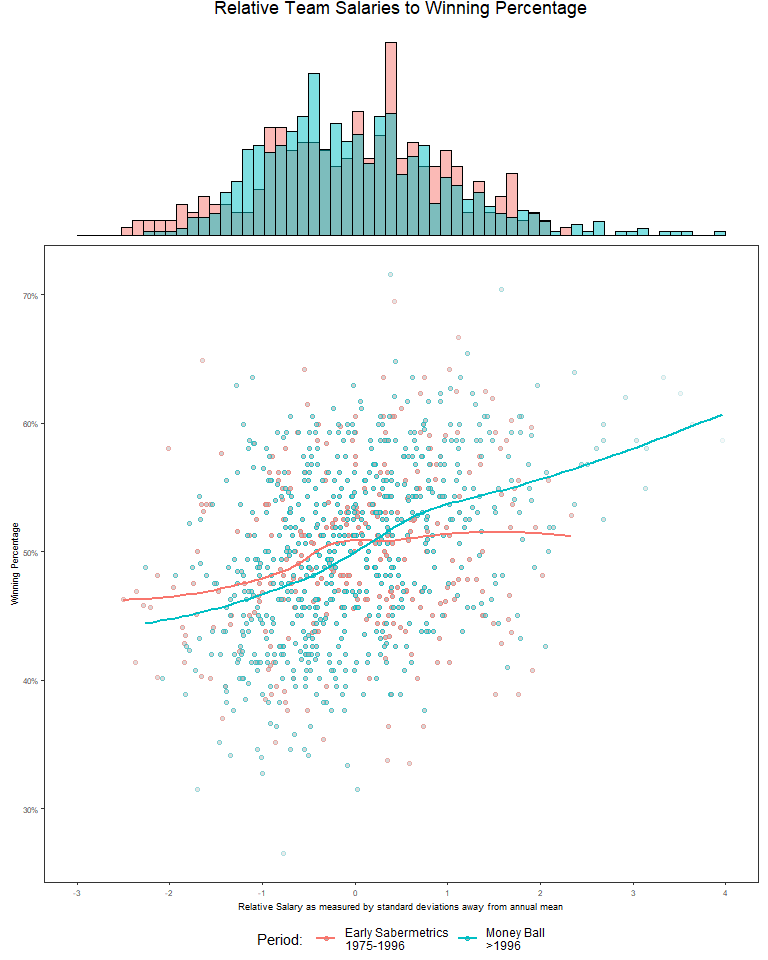 Relative Team Salaries to Winning Percentage
70%
60%
50%
40%
30%
Winning Percentage
-3 -2 -1 0 1 2 3 4
Relative Salary as measured by standard deviations away from annual mean
Period: Early Sabermetrics 1975-1996 Money Ball >1996